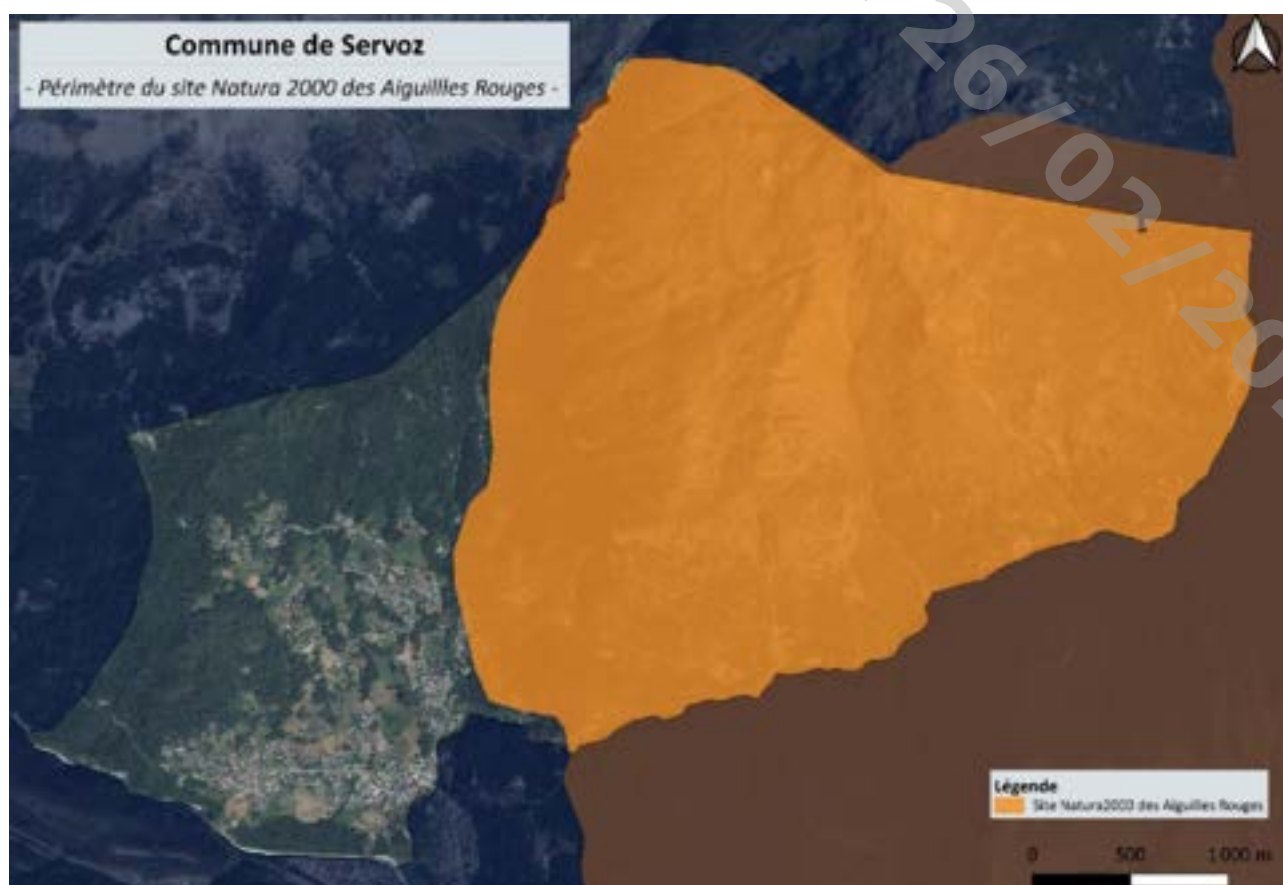 Commune de Servoz
- Périmètre du site Natura 2000 des Aiguillles Rouges -
26/02/20
Légende
Site Natura2000 des Aiguilles Rouges
0 500 1 000 m